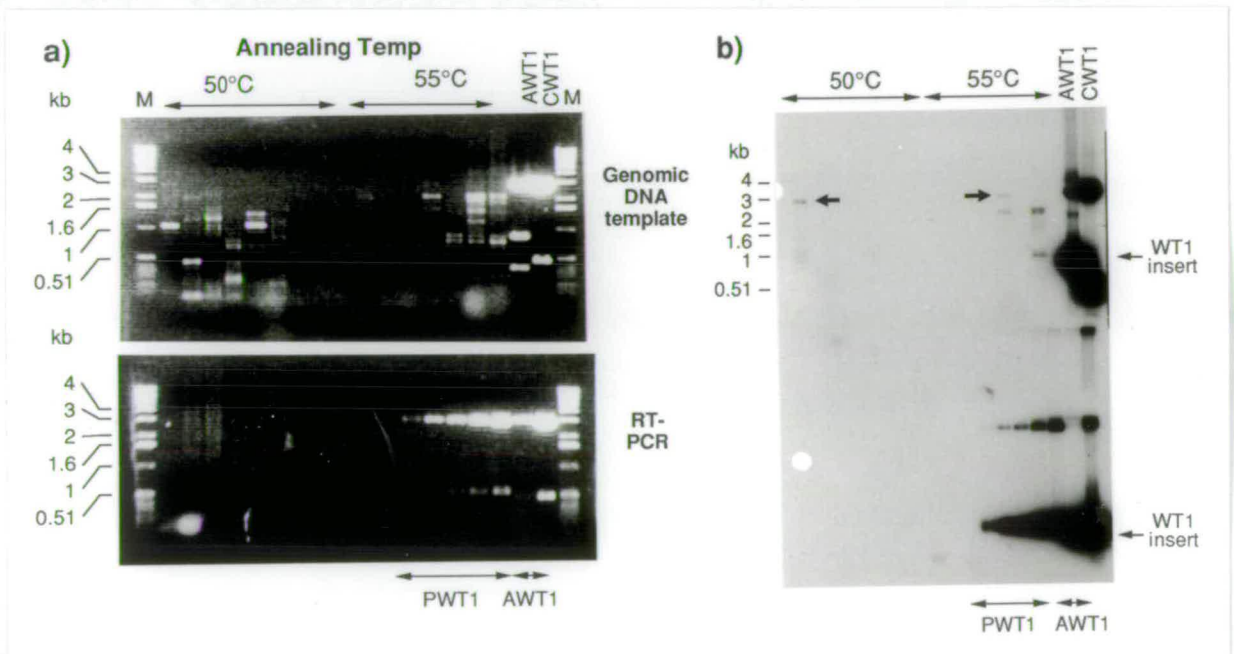 a)
Annealing Temp
50°C
55°C
AWT1
CWT1
kb
M
M
4
3
2
1.6
1
0.51
Genomic
DNA
template
kb
4
3
2
1.6
1
0.51
RT-
PCR
PWT1
AWT1
b)
50°C
55°C
AWT1
CWT1
kb
4
3
2
1.6
1
0.51
WT1
insert
WT1
insert
PWT1
AWT1